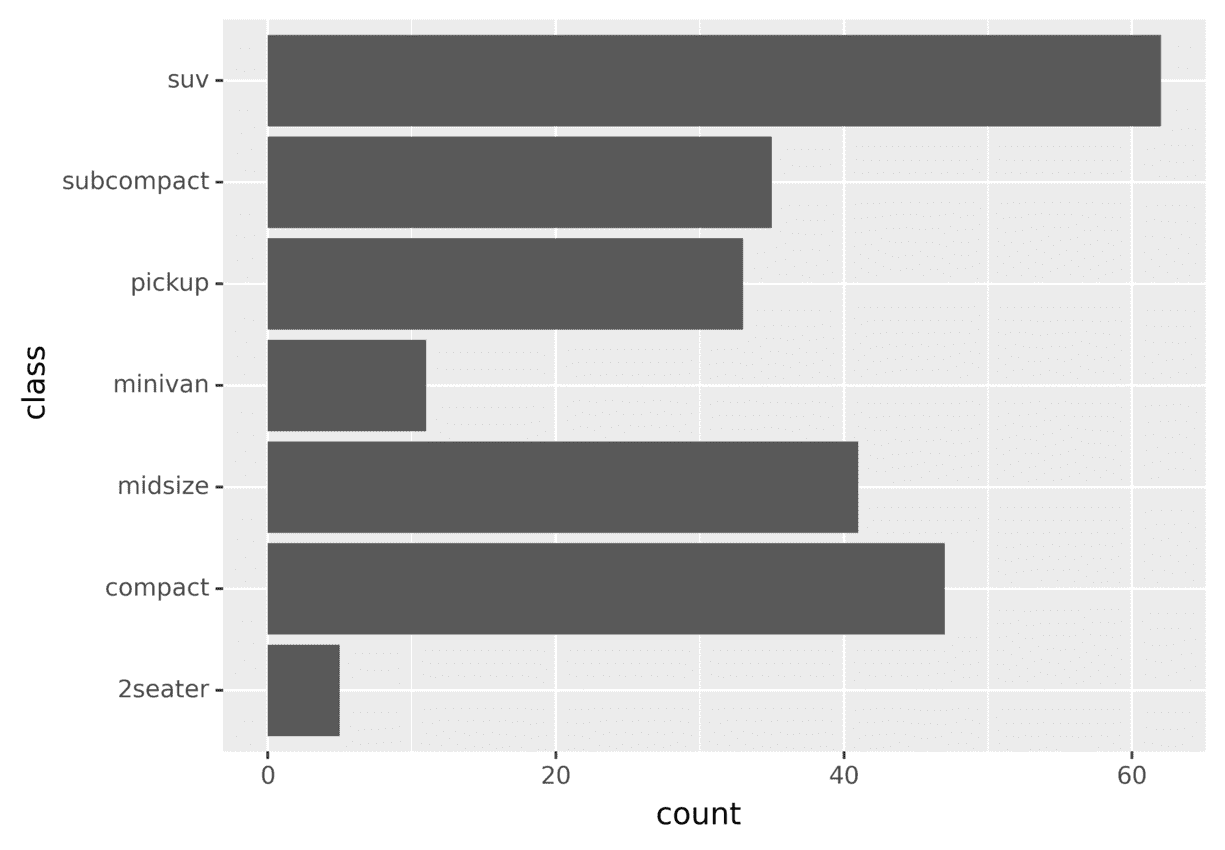 suv
subcompact
pickup
minivan
midsize
compact
2seater
class
0 20 40 60
count